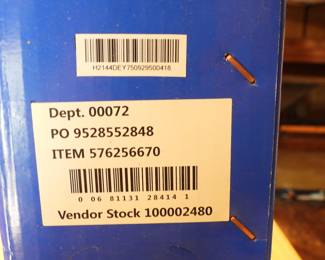 H2144DEY750929500418
Dept. 00072
PO 9528552848
ITEM 576256670
0 06 81131 28414 1
Vendor Stock 100002480